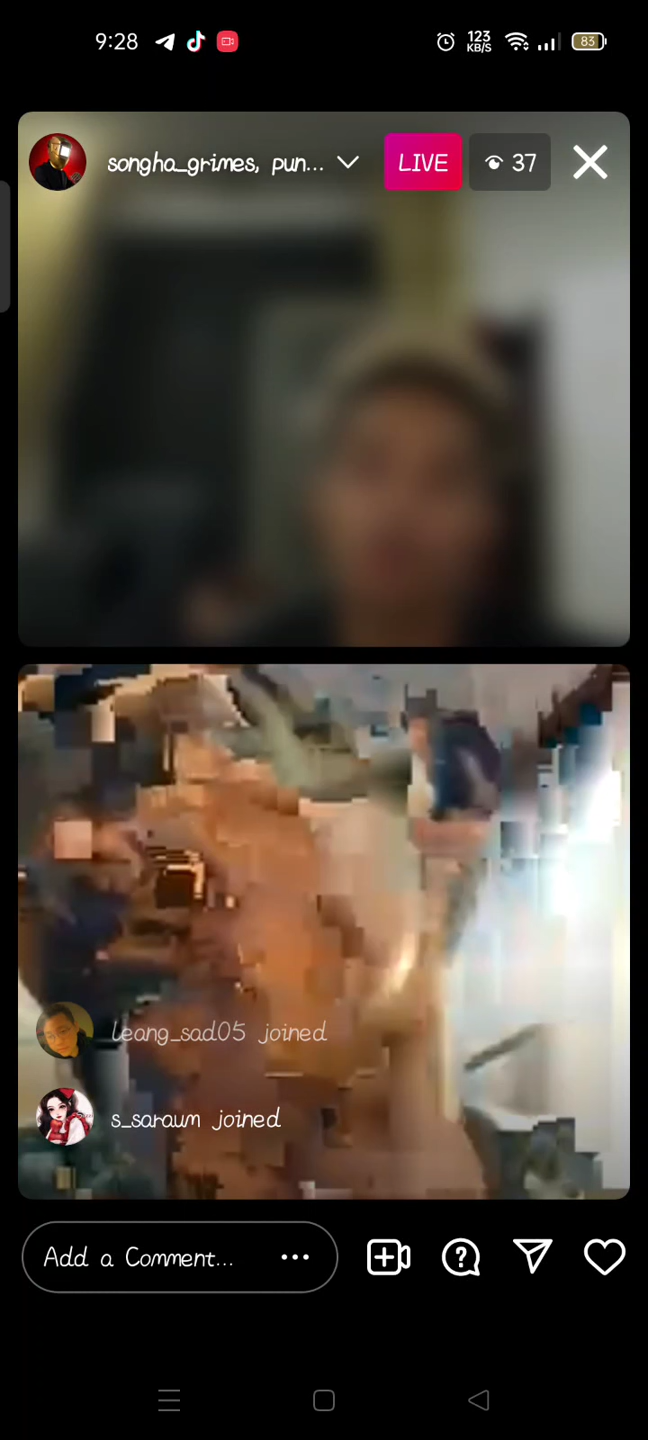 9:28
123
KB/S
83
songha_grimes, pun...
LIVE
37
leang_sad05 joined
s_saraum joined
Add a Comment...